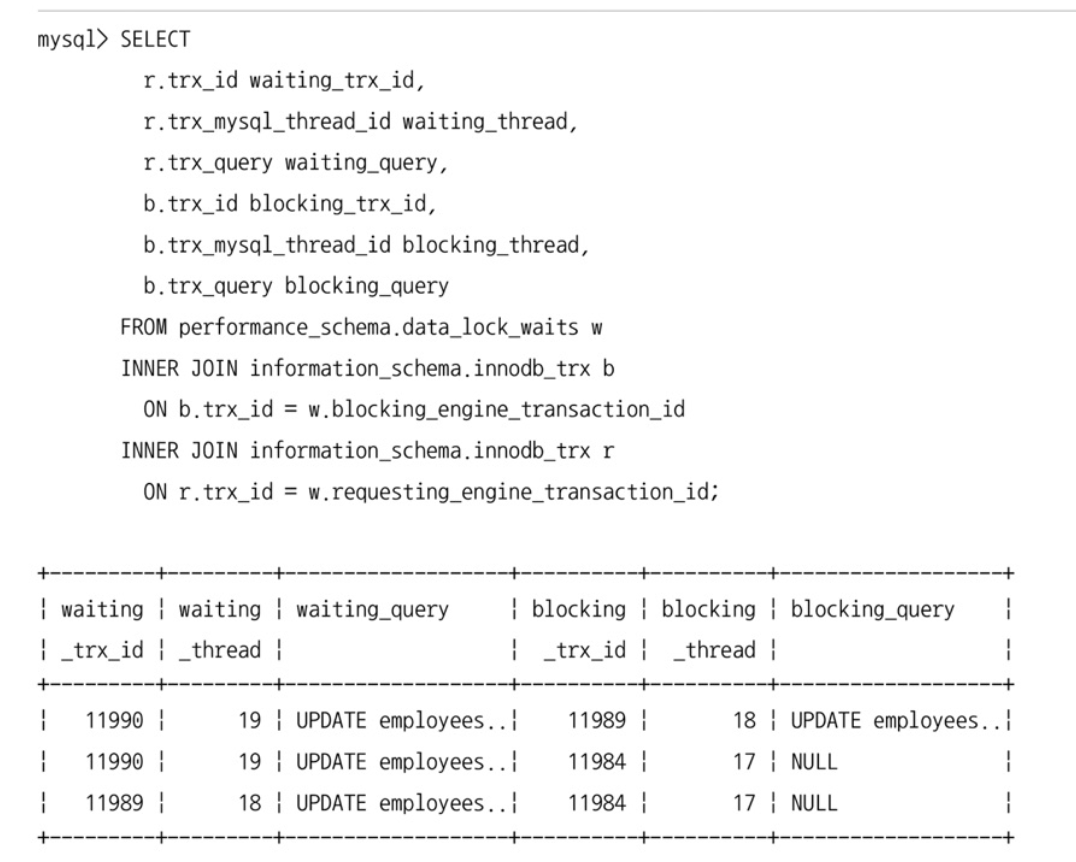 mysql> SELECT
r.trx_id waiting_trx_id,
r.trx_mysql_thread_id waiting_thread,
r.trx_query waiting_query,
b.trx_id blocking_trx_id,
b.trx_mysql_thread_id blocking_thread,
b.trx_query blocking_query
FROM performance_schema.data_lock_waits w
INNER JOIN information_schema.innodb_trx b
ON b.trx_id = w.blocking_engine_transaction_id
INNER JOIN information_schema.innodb_trx r
ON r.trx_id = w.requesting_engine_transaction_id;
+---------+---------+-------------------+----------+----------+-------------------+
| waiting | waiting | waiting_query | blocking | blocking | blocking_query |
| _trx_id | _thread | | _trx_id | _thread | |
+---------+---------+-------------------+----------+----------+-------------------+
| 11990 | 19 | UPDATE employees..| 11989 | 18 | UPDATE employees..|
| 11990 | 19 | UPDATE employees..| 11984 | 17 | NULL |
| 11989 | 18 | UPDATE employees..| 11984 | 17 | NULL |
+---------+---------+-------------------+----------+----------+-------------------+